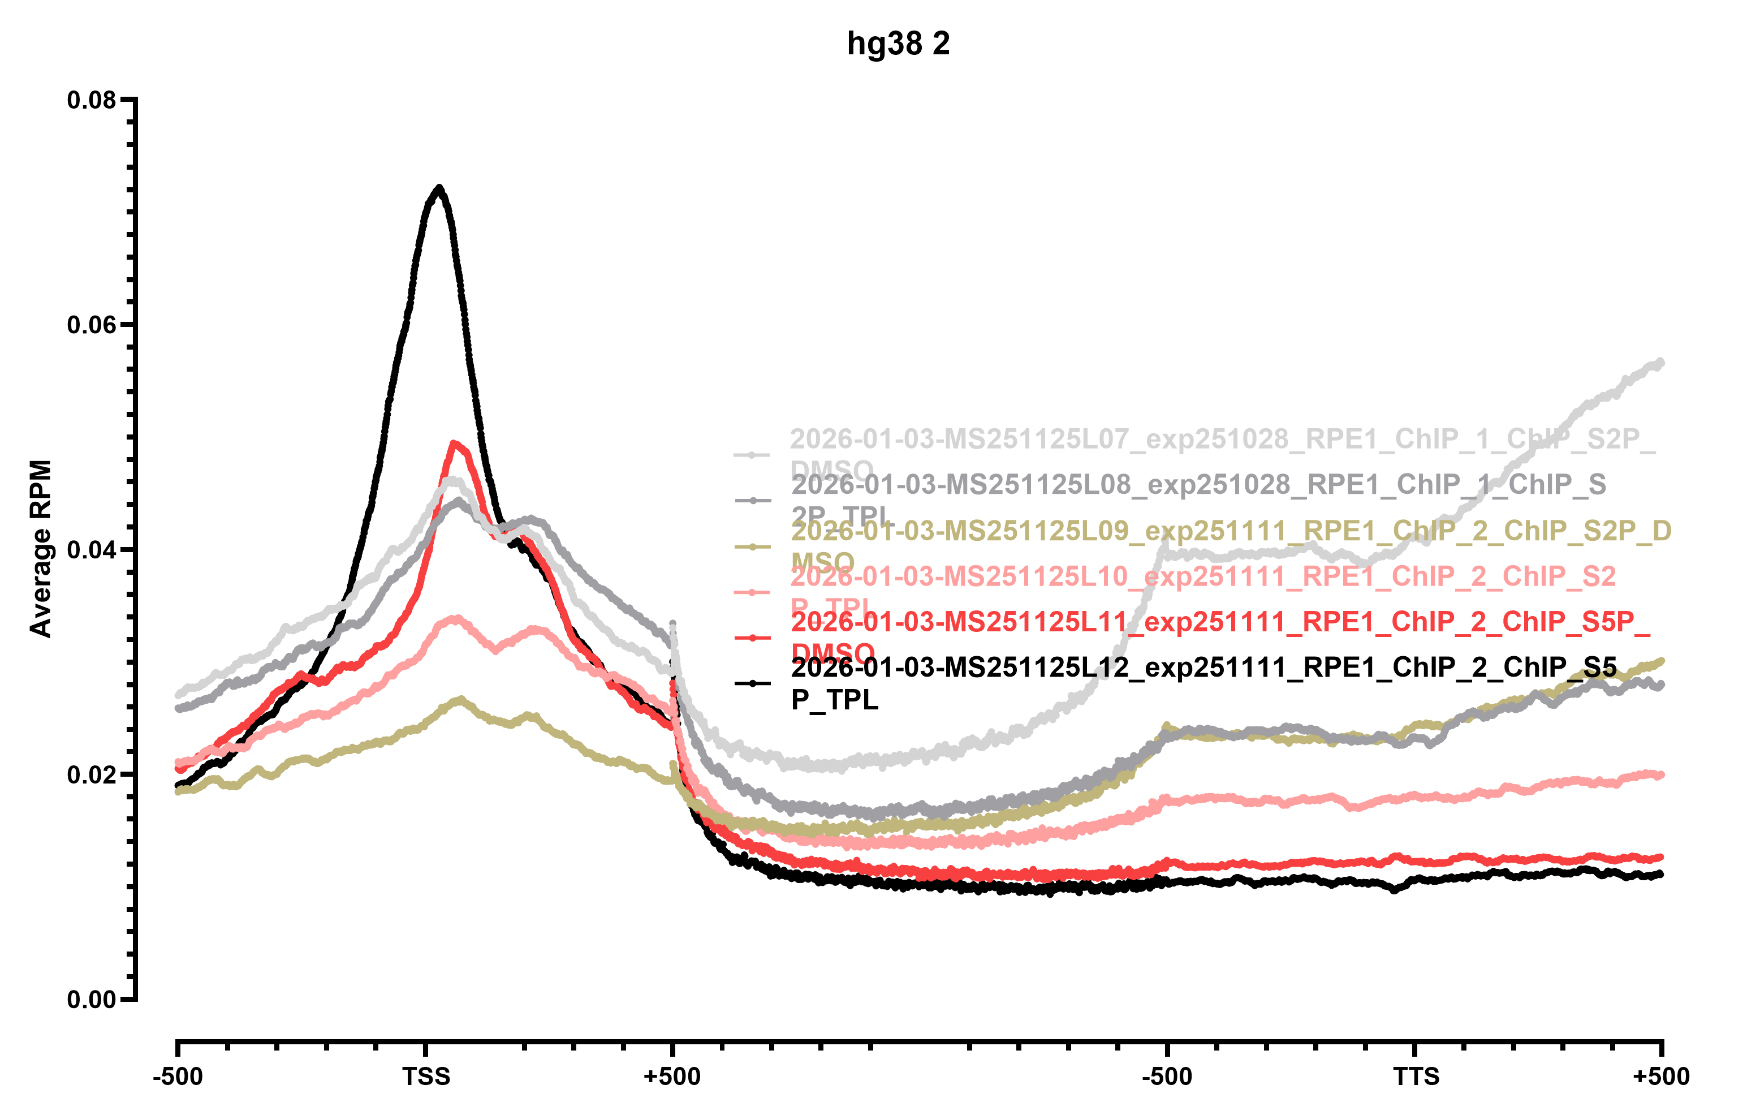 hg38 2
0.08
0.06
0.04
0.02
0.00
Average RPM
2026-01-03-MS251125L07_exp251028_RPE1_ChIP_1_ChIP_S2P_
DMSO
2026-01-03-MS251125L08_exp251028_RPE1_ChIP_1_ChIP_S
2P_TPL
2026-01-03-MS251125L09_exp251111_RPE1_ChIP_2_ChIP_S2P_D
MSO
2026-01-03-MS251125L10_exp251111_RPE1_ChIP_2_ChIP_S2
P_TPL
2026-01-03-MS251125L11_exp251111_RPE1_ChIP_2_ChIP_S5P_
DMSO
2026-01-03-MS251125L12_exp251111_RPE1_ChIP_2_ChIP_S5
P_TPL
-500 TSS +500 -500 TTS +500